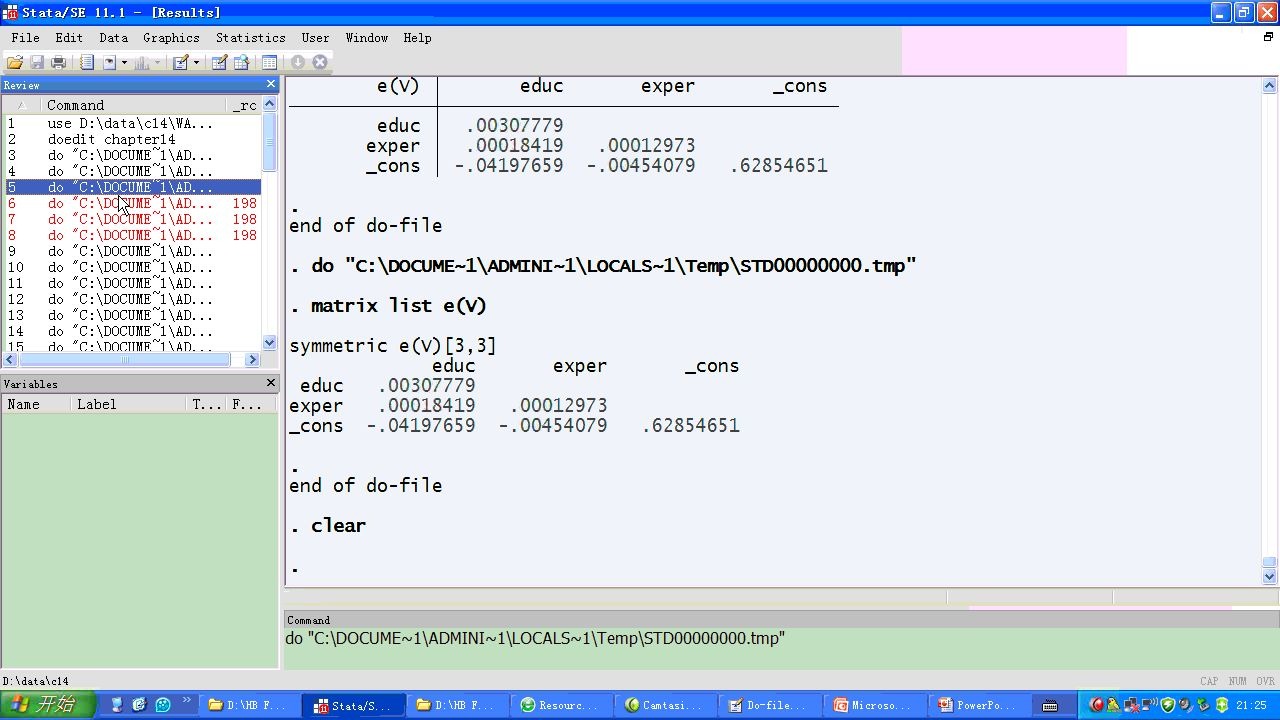 Stata/SE 11.1 - [Results]
File Edit Data Graphics Statistics User Window Help
Review
Command _rc
1 use D:\data\c14\WA...
2 doedit chapter14
3 do "C:\DOCUME~1\AD...
4 do "C:\DOCUME~1\AD...
5 do "C:\DOCUME~1\AD...
6 do "C:\DOCUME~1\AD... 198
7 do "C:\DOCUME~1\AD... 198
8 do "C:\DOCUME~1\AD... 198
9 do "C:\DOCUME~1\AD...
10 do "C:\DOCUME~1\AD...
11 do "C:\DOCUME~1\AD...
12 do "C:\DOCUME~1\AD...
13 do "C:\DOCUME~1\AD...
14 do "C:\DOCUME~1\AD...
15 do "C:\DOCUME~1\AD...
Variables
Name Label T... F...
e(V) educ exper _cons
educ .00307779
exper .00018419 .00012973
_cons -.04197659 -.00454079 .62854651
.
end of do-file
. do "C:\DOCUME~1\ADMINI~1\LOCALS~1\Temp\STD00000000.tmp"
. matrix list e(V)
symmetric e(V)[3,3]
educ exper _cons
educ .00307779
exper .00018419 .00012973
_cons -.04197659 -.00454079 .62854651
.
end of do-file
. clear
.
Command
do "C:\DOCUME~1\ADMINI~1\LOCALS~1\Temp\STD00000000.tmp"
D:\data\c14 CAP NUM OVR
开始 D:\HB F... Stata/S... D:\HB F... Resourc... Camtasi... Do-file... Microso... PowerPo... 21:25